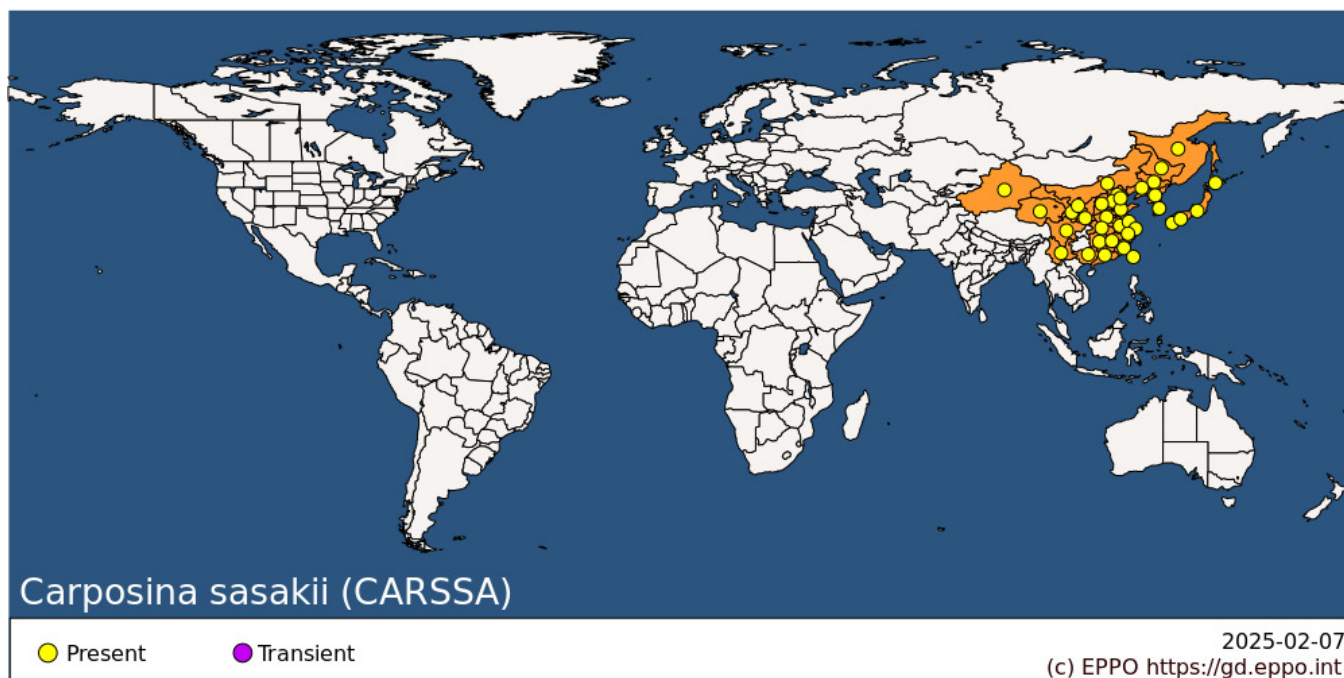 Carposina sasakii (CARSSA)
Present
Transient
2025-02-07
(c) EPPO https://gd.eppo.int